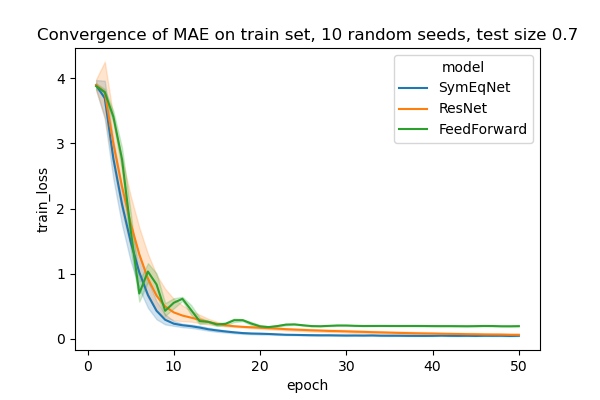 Convergence of MAE on train set, 10 random seeds, test size 0.7
model
SymEqNet
ResNet
FeedForward
train_loss
4
3
2
1
0
0
10
20
30
40
50
epoch